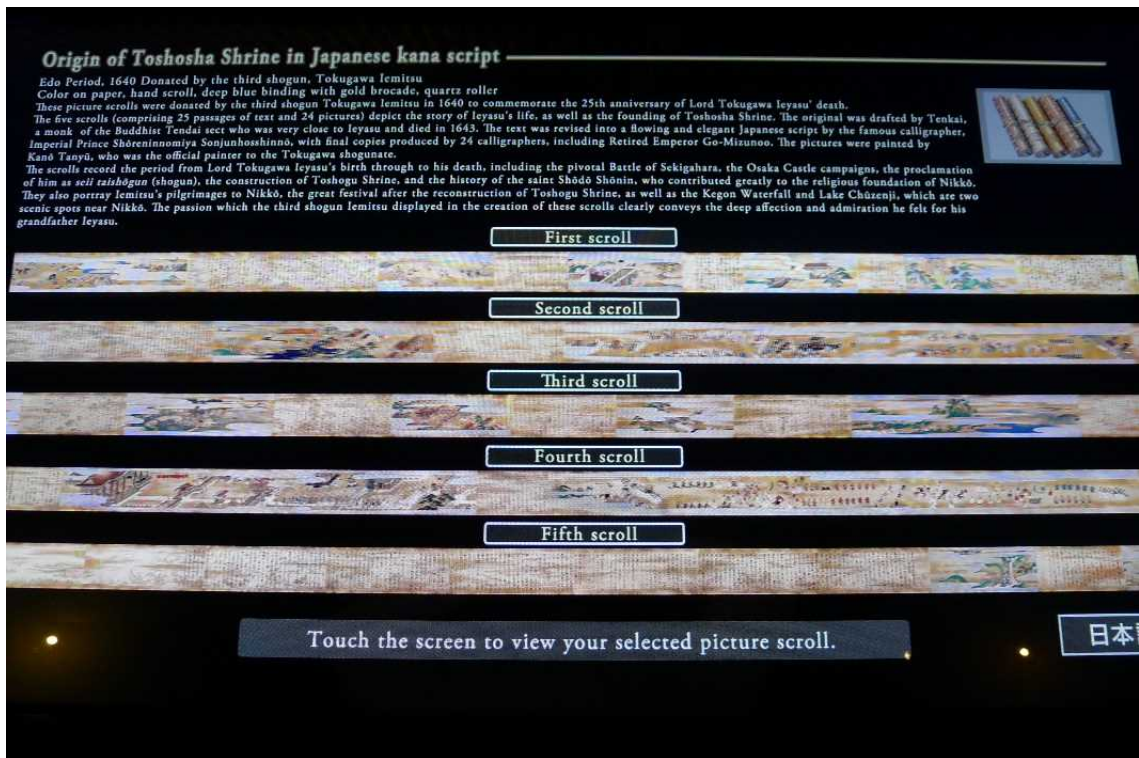 Origin of Toshosha Shrine in Japanese kana script
Edo Period, 1640 Donated by the third shogun, Tokugawa Iemitsu
Color on paper, hand scroll, deep blue binding with gold brocade, quartz roller
These picture scrolls were donated by the third shogun Tokugawa Iemitsu in 1640 to commemorate the 25th anniversary of Lord Tokugawa Ieyasu' death.
The five scrolls (comprising 25 passages of text and 24 pictures) depict the story of Ieyasu's life, as well as the founding of Toshosha Shrine. The original was drafted by Tenkai,
a monk of the Buddhist Tendai sect who was very close to Ieyasu and died in 1643. The text was revised into a flowing and elegant Japanese script by the famous calligrapher,
Imperial Prince Shōreninnomiya Sonjunhosshinnō, with final copies produced by 24 calligraphers, including Retired Emperor Go-Mizunoo. The pictures were painted by
Kanō Tanyū, who was the official painter to the Tokugawa shogunate.
The scrolls record the period from Lord Tokugawa Ieyasu's birth through to his death, including the pivotal Battle of Sekigahara, the Osaka Castle campaigns, the proclamation
of him as seii taishōgun (shogun), the construction of Toshogu Shrine, and the history of the saint Shōdō Shōnin, who contributed greatly to the religious foundation of Nikkō.
They also portray Iemitsu's pilgrimages to Nikkō, the great festival after the reconstruction of Toshogu Shrine, as well as the Kegon Waterfall and Lake Chūzenji, which are two
scenic spots near Nikkō. The passion which the third shogun Iemitsu displayed in the creation of these scrolls clearly conveys the deep affection and admiration he felt for his
grandfather Ieyasu.
First scroll
Second scroll
Third scroll
Fourth scroll
Fifth scroll
Touch the screen to view your selected picture scroll.
日本